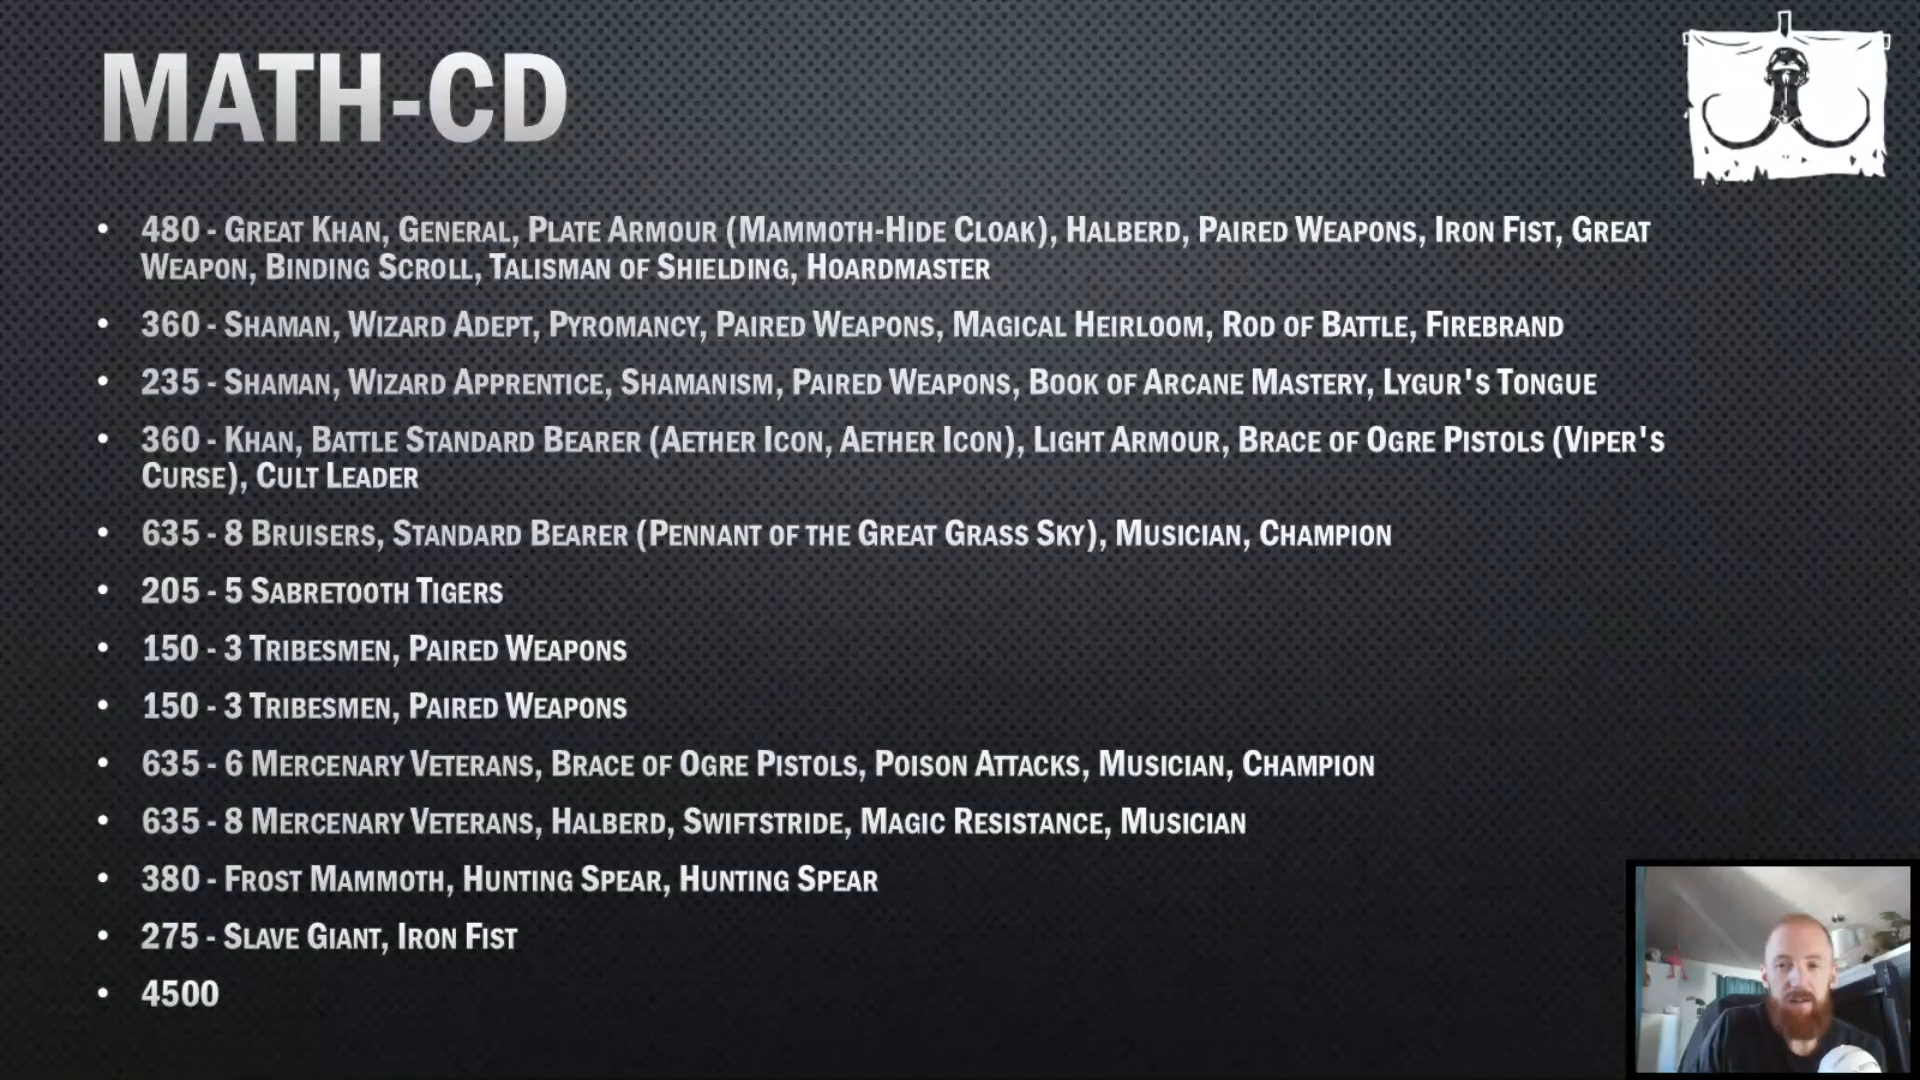 MATH-CD
• 480 - Great Khan, General, Plate Armour (Mammoth-Hide Cloak), Halberd, Paired Weapons, Iron Fist, Great
Weapon, Binding Scroll, Talisman of Shielding, Hoardmaster
• 360 - Shaman, Wizard Adept, Pyromancy, Paired Weapons, Magical Heirloom, Rod of Battle, Firebrand
• 235 - Shaman, Wizard Apprentice, Shamanism, Paired Weapons, Book of Arcane Mastery, Lygur's Tongue
• 360 - Khan, Battle Standard Bearer (Aether Icon, Aether Icon), Light Armour, Brace of Ogre Pistols (Viper's
Curse), Cult Leader
• 635 - 8 Bruisers, Standard Bearer (Pennant of the Great Grass Sky), Musician, Champion
• 205 - 5 Sabretooth Tigers
• 150 - 3 Tribesmen, Paired Weapons
• 150 - 3 Tribesmen, Paired Weapons
• 635 - 6 Mercenary Veterans, Brace of Ogre Pistols, Poison Attacks, Musician, Champion
• 635 - 8 Mercenary Veterans, Halberd, Swiftstride, Magic Resistance, Musician
• 380 - Frost Mammoth, Hunting Spear, Hunting Spear
• 275 - Slave Giant, Iron Fist
• 4500